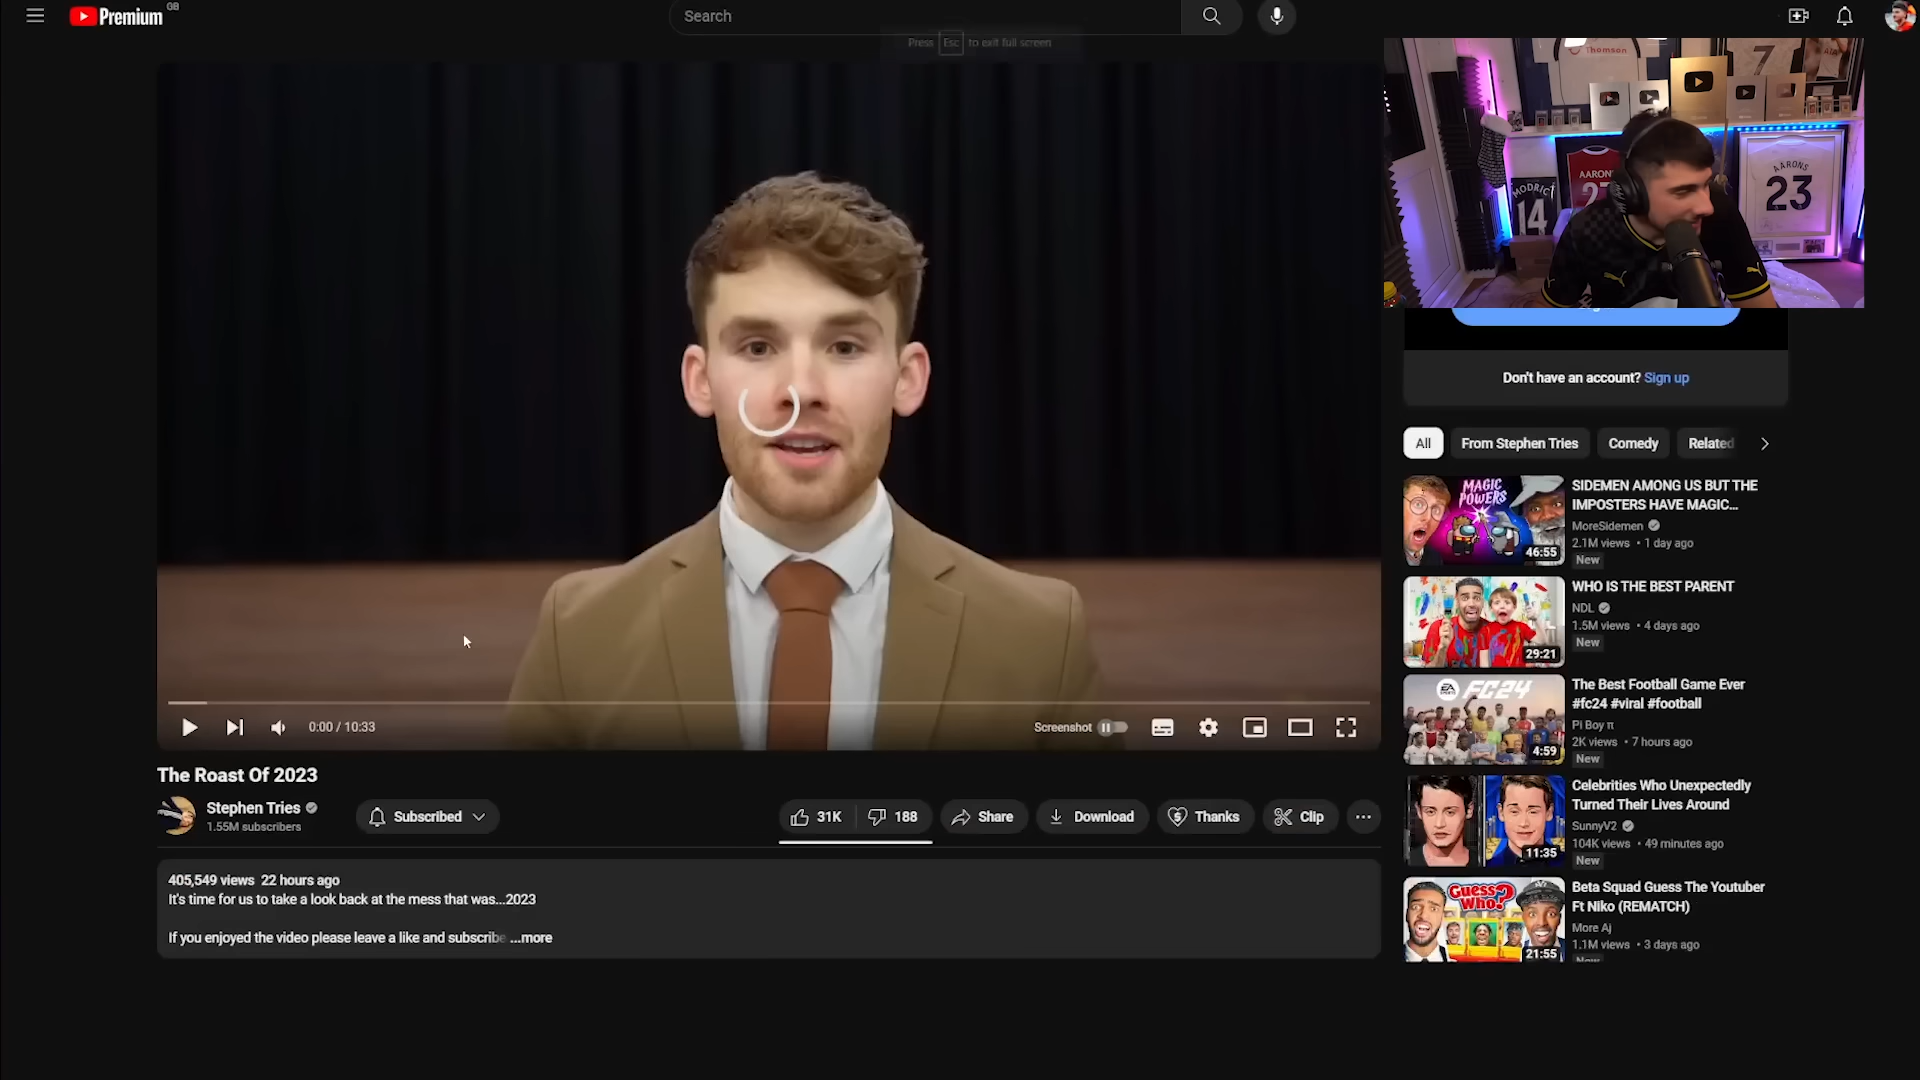 Premium GB
Search
Press Esc to exit full screen
Thomson
7
MODRIĆ
14
AARON
AARONS
23
0:00 / 10:33
Screenshot
The Roast Of 2023
Stephen Tries
1.55M subscribers
Subscribed
31K
188
Share
Download
Thanks
Clip
405,549 views 22 hours ago
It's time for us to take a look back at the mess that was...2023
If you enjoyed the video please leave a like and subscribe ...more
Don't have an account? Sign up
All
From Stephen Tries
Comedy
Related
MAGIC
POWERS
46:55
SIDEMEN AMONG US BUT THE
IMPOSTERS HAVE MAGIC...
MoreSidemen
2.1M views • 1 day ago
New
29:21
WHO IS THE BEST PARENT
NDL
1.5M views • 4 days ago
New
EA
SPORTS
FC24
4:59
The Best Football Game Ever
#fc24 #viral #football
Pi Boy π
2K views • 7 hours ago
New
11:35
Celebrities Who Unexpectedly
Turned Their Lives Around
SunnyV2
104K views • 49 minutes ago
New
Guess
Who?
21:55
Beta Squad Guess The Youtuber
Ft Niko (REMATCH)
More Aj
1.1M views • 3 days ago
New